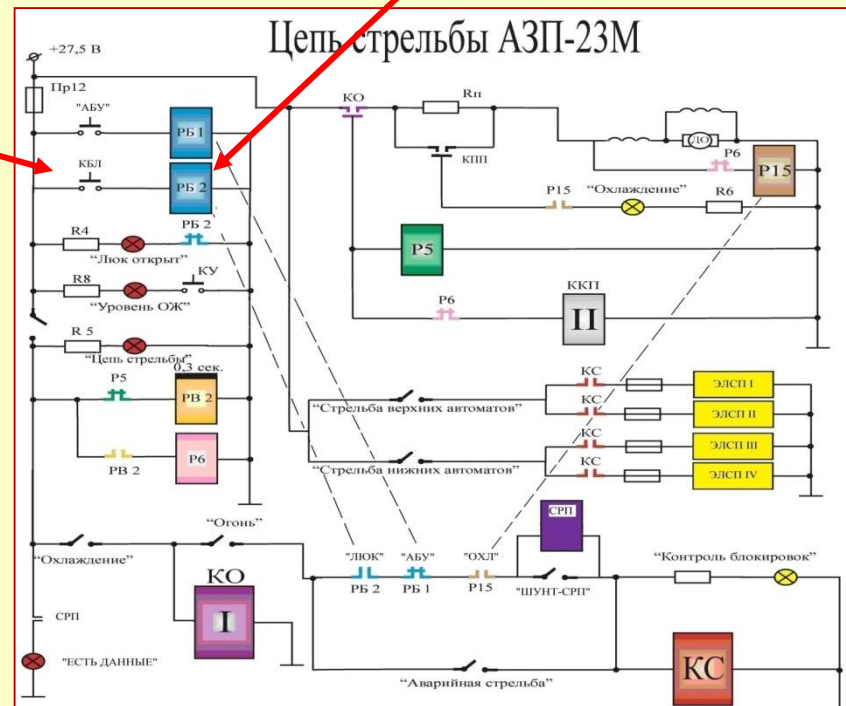 Цепь стрельбы АЗП-23М
+27,5 В
Пр12
"АБУ"
РБ 1
КБЛ
РБ 2
R4
РБ 2
"Люк открыт"
R8
КУ
"Уровень ОЖ"
R 5
"Цепь стрельбы"
0,3 сек.
Р5
РВ 2
РВ 2
Р6
КО
Rп
КПП
ДО
Р6
Р15
Р15
"Охлаждение"
R6
Р5
Р6
ККП
II
"Стрельба верхних автоматов"
КС
ЭЛСП I
КС
ЭЛСП II
"Стрельба нижних автоматов"
КС
ЭЛСП III
КС
ЭЛСП IV
"Охлаждение"
"Огонь"
КО
I
"ЛЮК"
РБ 2
"АБУ"
РБ 1
"ОХЛ"
Р15
СРП
"ШУНТ-СРП"
"Контроль блокировок"
СРП
"ЕСТЬ ДАННЫЕ"
"Аварийная стрельба"
КС